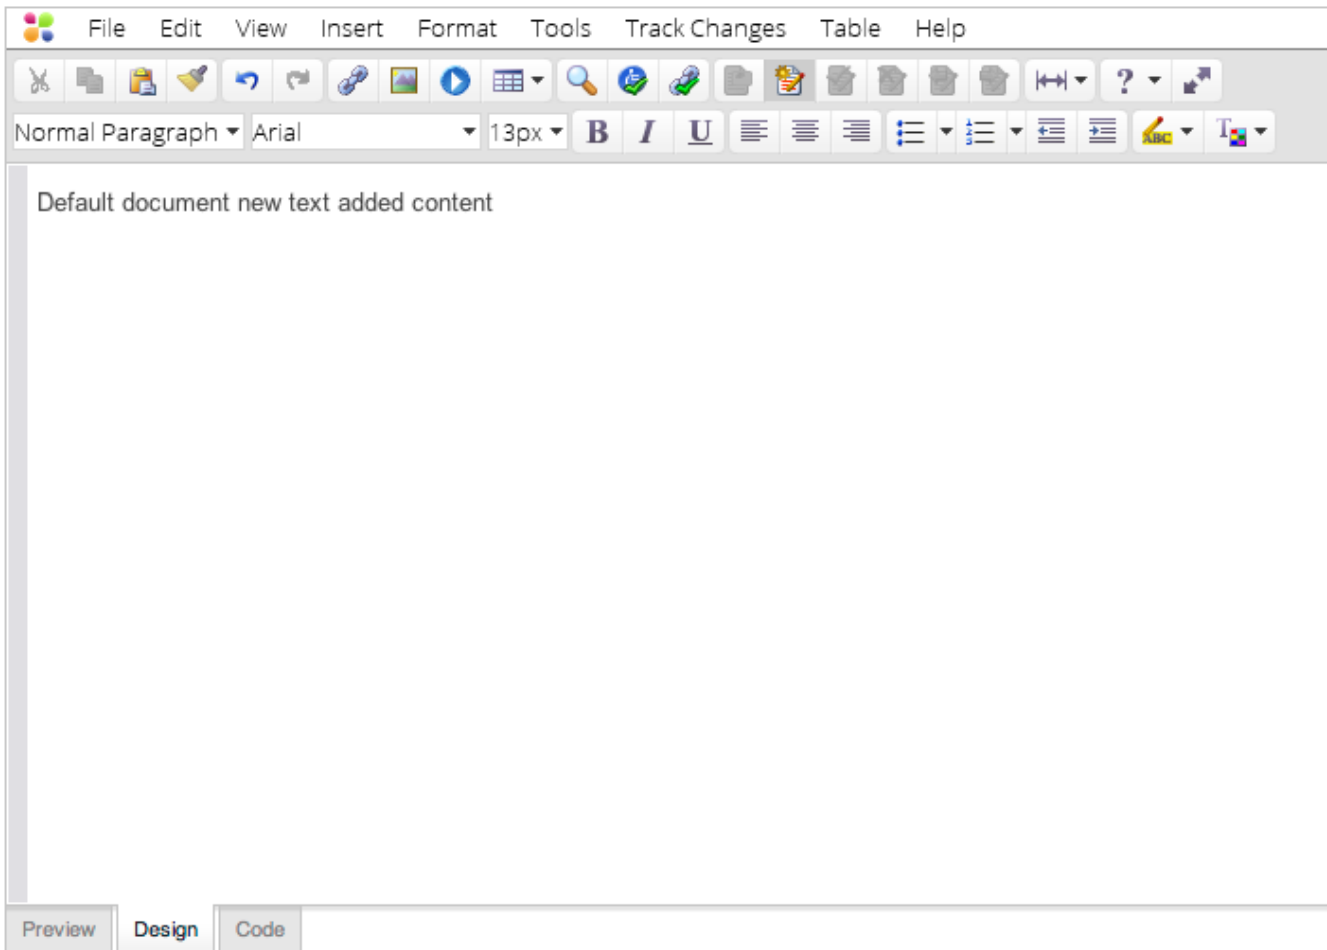 File Edit View Insert Format Tools Track Changes Table Help
?
Normal Paragraph Arial 13px B I U ABC T
Default document new text added content
Preview Design Code